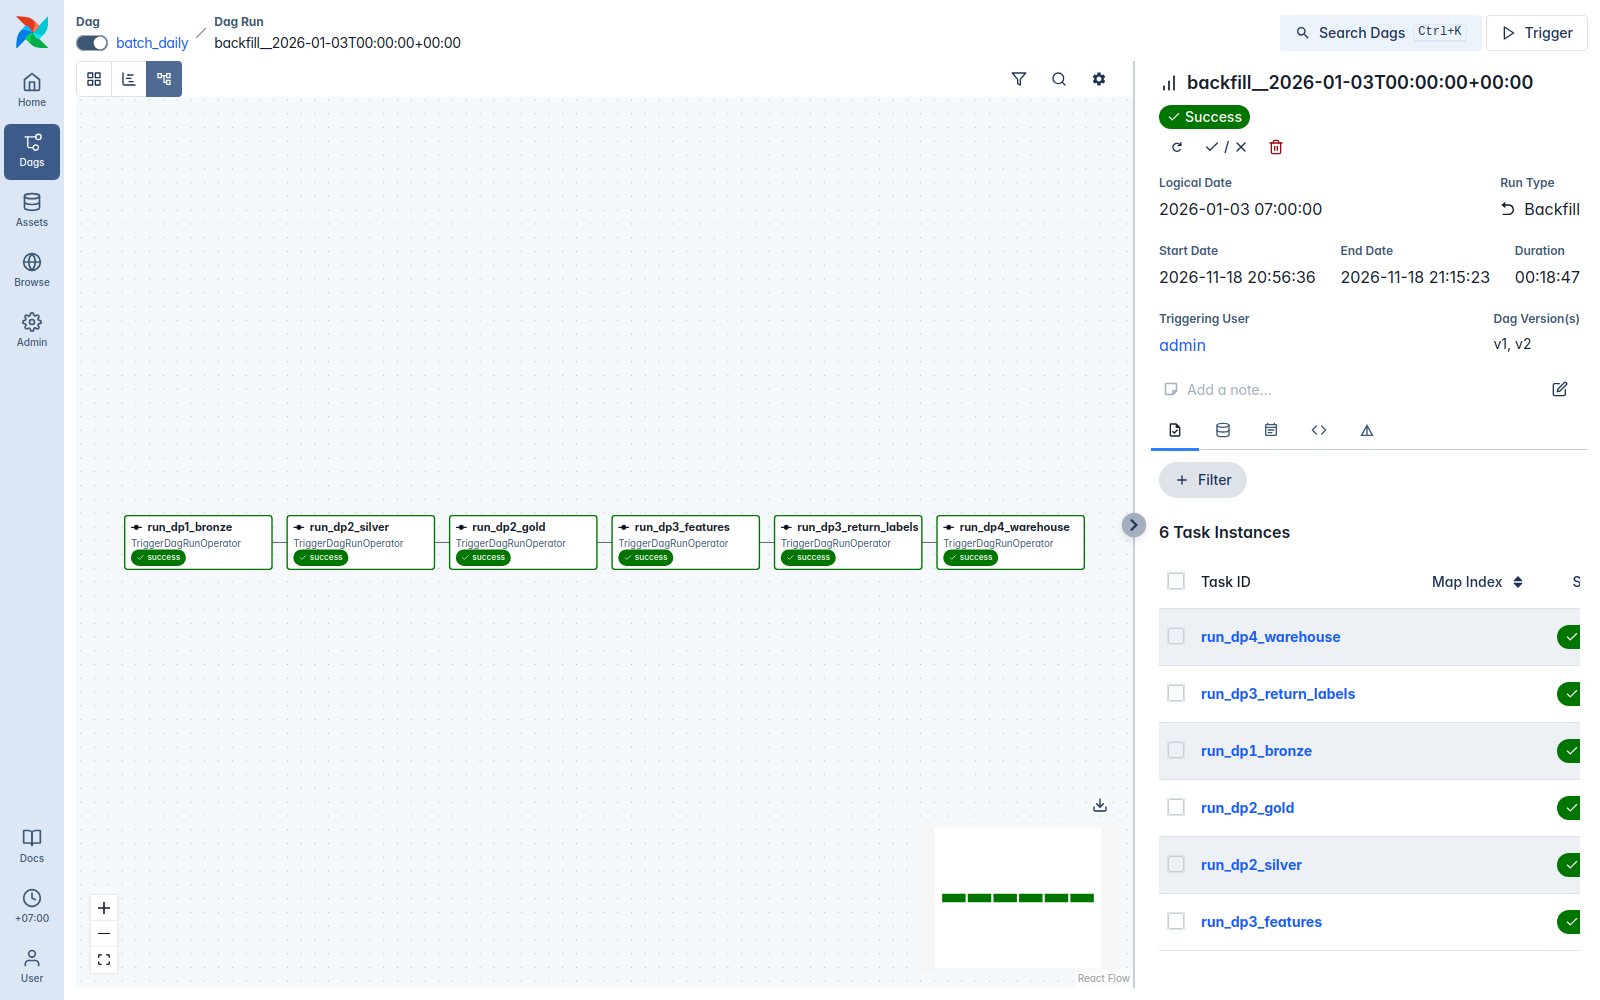 Dag
batch_daily
/
Dag Run
backfill__2026-01-03T00:00:00+00:00
Search Dags Ctrl+K
Trigger
Home
Dags
Assets
Browse
Admin
Docs
+07:00
User
run_dp1_bronze
TriggerDagRunOperator
success
run_dp2_silver
TriggerDagRunOperator
success
run_dp2_gold
TriggerDagRunOperator
success
run_dp3_features
TriggerDagRunOperator
success
run_dp3_return_labels
TriggerDagRunOperator
success
run_dp4_warehouse
TriggerDagRunOperator
success
React Flow
backfill__2026-01-03T00:00:00+00:00
Success
/
Logical Date
2026-01-03 07:00:00
Run Type
Backfill
Start Date
2026-11-18 20:56:36
End Date
2026-11-18 21:15:23
Duration
00:18:47
Triggering User
admin
Dag Version(s)
v1, v2
Add a note...
Filter
6 Task Instances
Task ID Map Index S
run_dp4_warehouse
run_dp3_return_labels
run_dp1_bronze
run_dp2_gold
run_dp2_silver
run_dp3_features